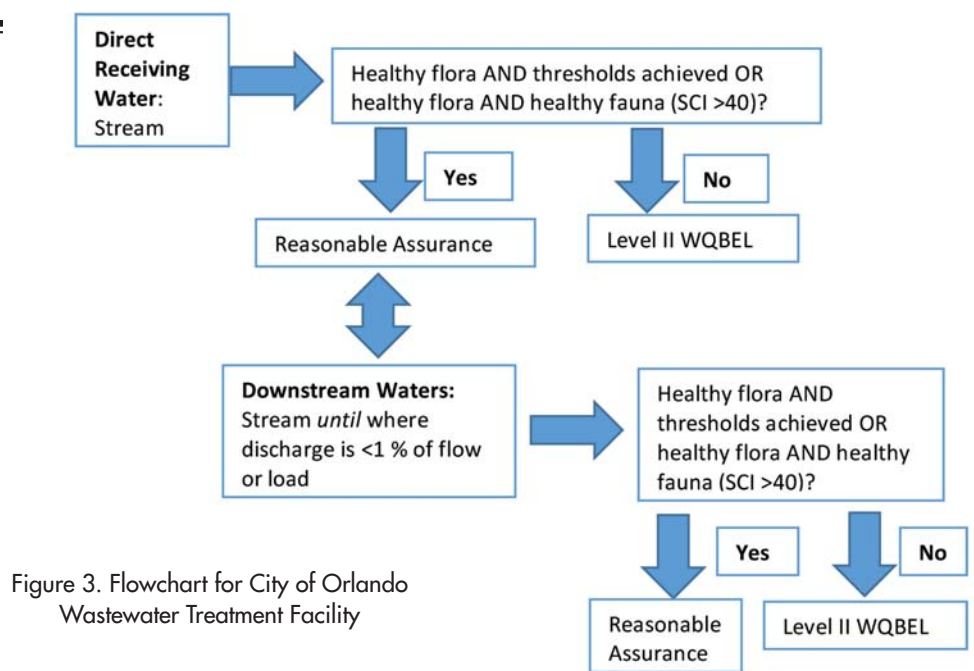 Direct
Receiving
Water:
Stream
Healthy flora AND thresholds achieved OR
healthy flora AND healthy fauna (SCI >40)?
Yes
No
Reasonable Assurance
Level II WQBEL
Downstream Waters:
Stream until where
discharge is <1 % of flow
or load
Healthy flora AND
thresholds achieved OR
healthy flora AND healthy
fauna (SCI >40)?
Yes
No
Reasonable
Assurance
Level II WQBEL
Figure 3. Flowchart for City of Orlando
Wastewater Treatment Facility